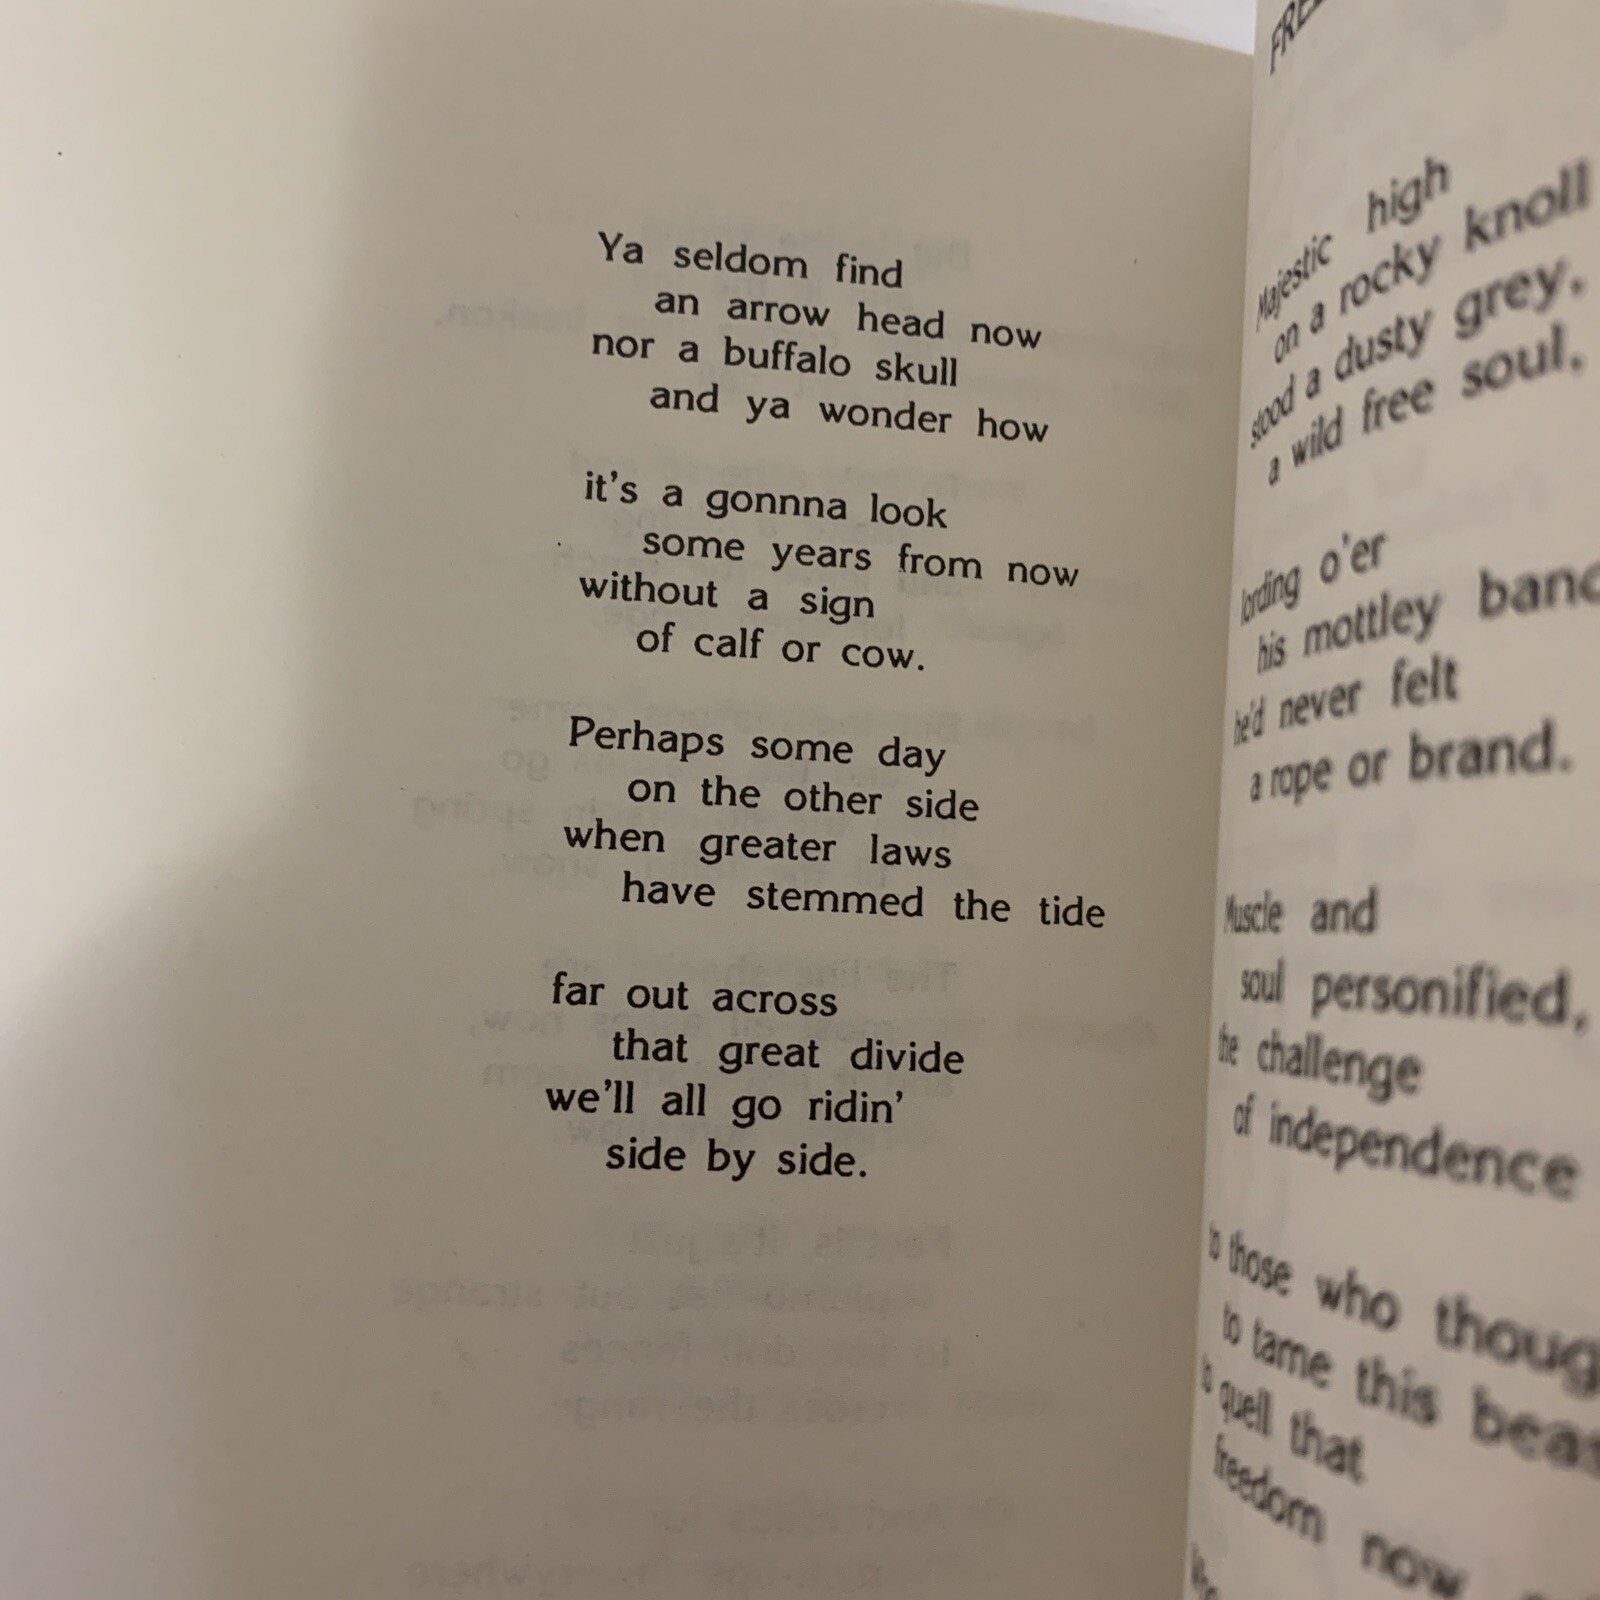 Ya seldom find
an arrow head now
nor a buffalo skull
and ya wonder how
it's a gonnna look
some years from now
without a sign
of calf or cow.
Perhaps some day
on the other side
when greater laws
have stemmed the tide
far out across
that great divide
we'll all go ridin'
side by side.
Majestic high
on a rocky knoll
stood a dusty grey,
a wild free soul,
lording o'er
his mottley
he'd never felt
a rope or brand.
Muscle and
soul personified,
the challenge
of independence
to those who
to tame this
to quell that
freedom now